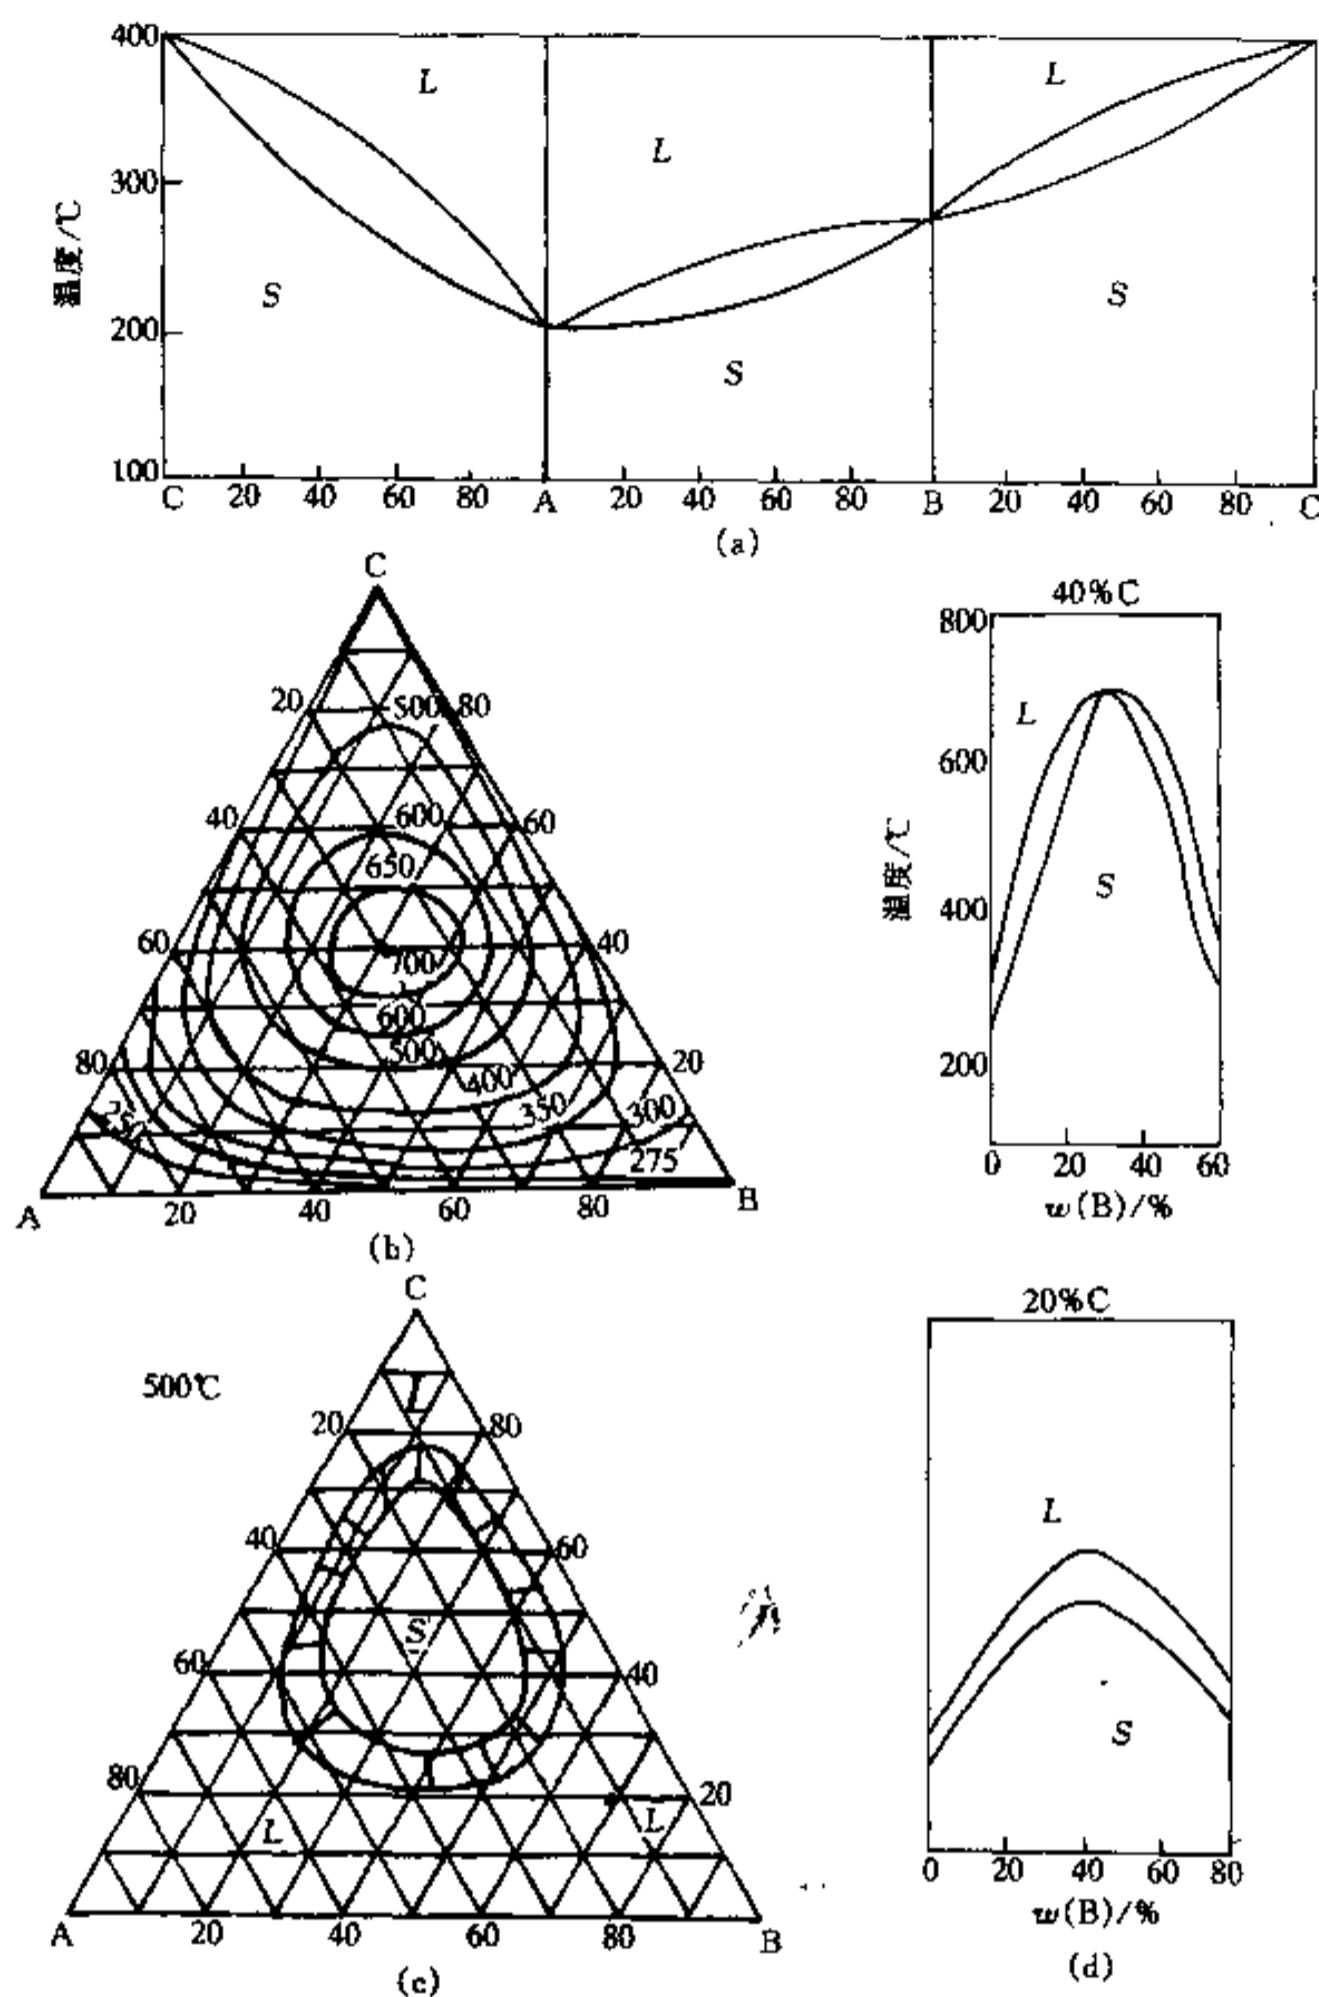 400
L
L
L
300
温度/℃
S
S
200
S
100
C 20 40 60 80 A 20 40 60 80 B 20 40 60 80 C
(a)
C
20 500 80
40 600 60
650
60 700 40
600
80 500 20
400
350 300
250
275
A 20 40 60 80 B
(b)
40%C
800
L
600
温度/℃
S
400
200
0 20 40 60
w(B)/%
C
500℃
L
20 80
40 60
S
60 40
80 20
L L
A 20 40 60 80 B
(c)
20%C
L
S
0 20 40 60 80
w(B)/%
(d)